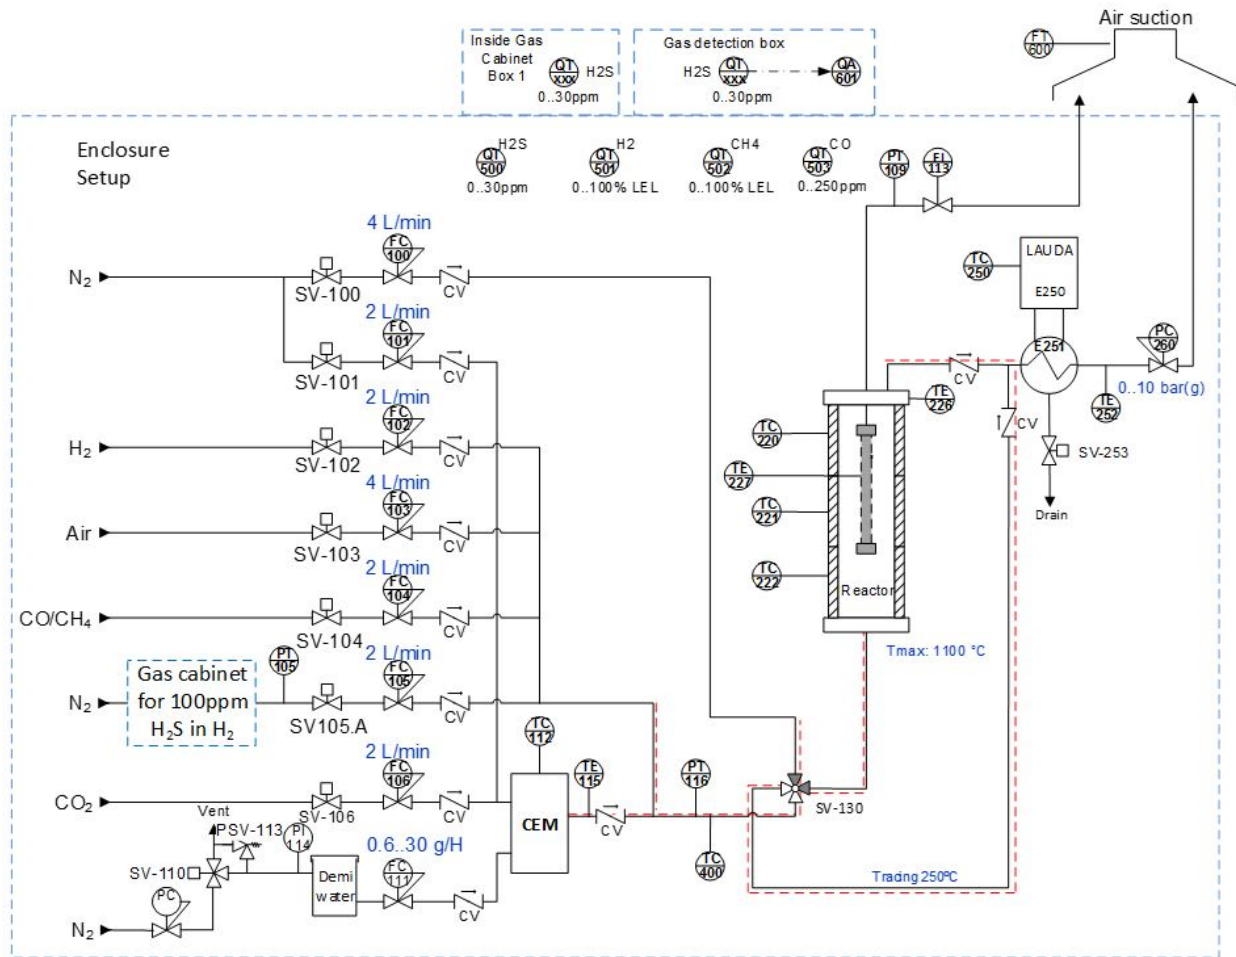 Air suction
FT
600
Inside Gas
Cabinet
Box 1
QT
xxx
H2S
0..30ppm
Gas detection box
H2S
QT
xxx
QA
601
0..30ppm
Enclosure
Setup
H2S
QT
500
0..30ppm
H2
QT
501
0..100% LEL
CH4
QT
502
0..100% LEL
CO
QT
503
0..250ppm
PT
109
FI
113
4 L/min
FC
100
N₂
SV-100
CV
2 L/min
FC
101
SV-101
CV
2 L/min
FC
102
H₂
SV-102
CV
4 L/min
FC
103
Air
SV-103
CV
2 L/min
FC
104
CO/CH₄
SV-104
CV
2 L/min
PT
105
FC
105
N₂
Gas cabinet
for 100ppm
H₂S in H₂
SV105.A
CV
2 L/min
FC
106
CO₂
SV-106
CV
Vent
PSV-113
PI
114
SV-110
0.6..30 g/H
Demi
water
FC
111
CV
PC
N₂
TC
112
CEM
TE
115
CV
PT
116
TC
400
SV-130
Tracing 250ºC
LAUDA
E250
TC
250
E251
PC
260
0..10 bar(g)
TE
252
CV
TE
226
CV
SV-253
Drain
TC
220
TE
227
TC
221
TC
222
Reactor
Tmax: 1100 °C